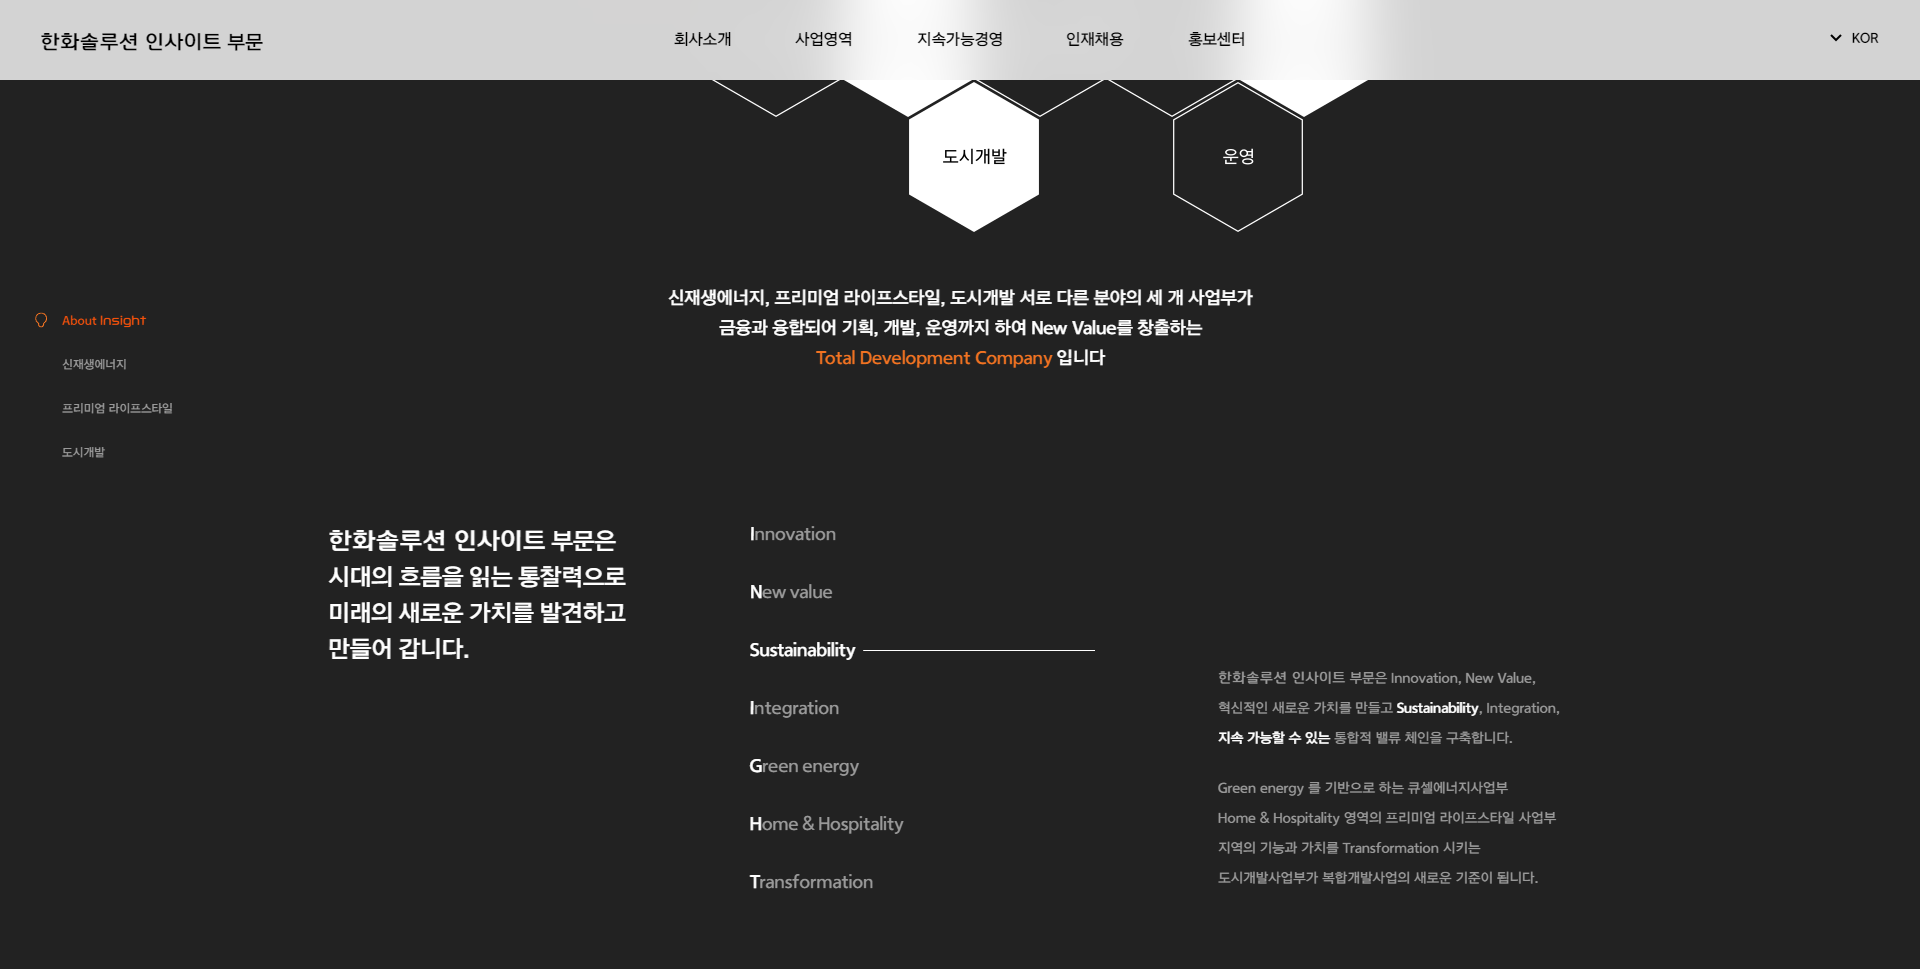 한화솔루션 인사이트 부문
회사소개
사업영역
지속가능경영
인재채용
홍보센터
KOR
도시개발
운영
신재생에너지, 프리미엄 라이프스타일, 도시개발 서로 다른 분야의 세 개 사업부가
금융과 융합되어 기획, 개발, 운영까지 하여 New Value를 창출하는
Total Development Company 입니다
About Insight
신재생에너지
프리미엄 라이프스타일
도시개발
한화솔루션 인사이트 부문은
시대의 흐름을 읽는 통찰력으로
미래의 새로운 가치를 발견하고
만들어 갑니다.
Innovation
New value
Sustainability
Integration
Green energy
Home & Hospitality
Transformation
한화솔루션 인사이트 부문은 Innovation, New Value,
혁신적인 새로운 가치를 만들고 Sustainability, Integration,
지속 가능할 수 있는 통합적 밸류 체인을 구축합니다.
Green energy 를 기반으로 하는 큐셀에너지사업부
Home & Hospitality 영역의 프리미엄 라이프스타일 사업부
지역의 기능과 가치를 Transformation 시키는
도시개발사업부가 복합개발사업의 새로운 기준이 됩니다.